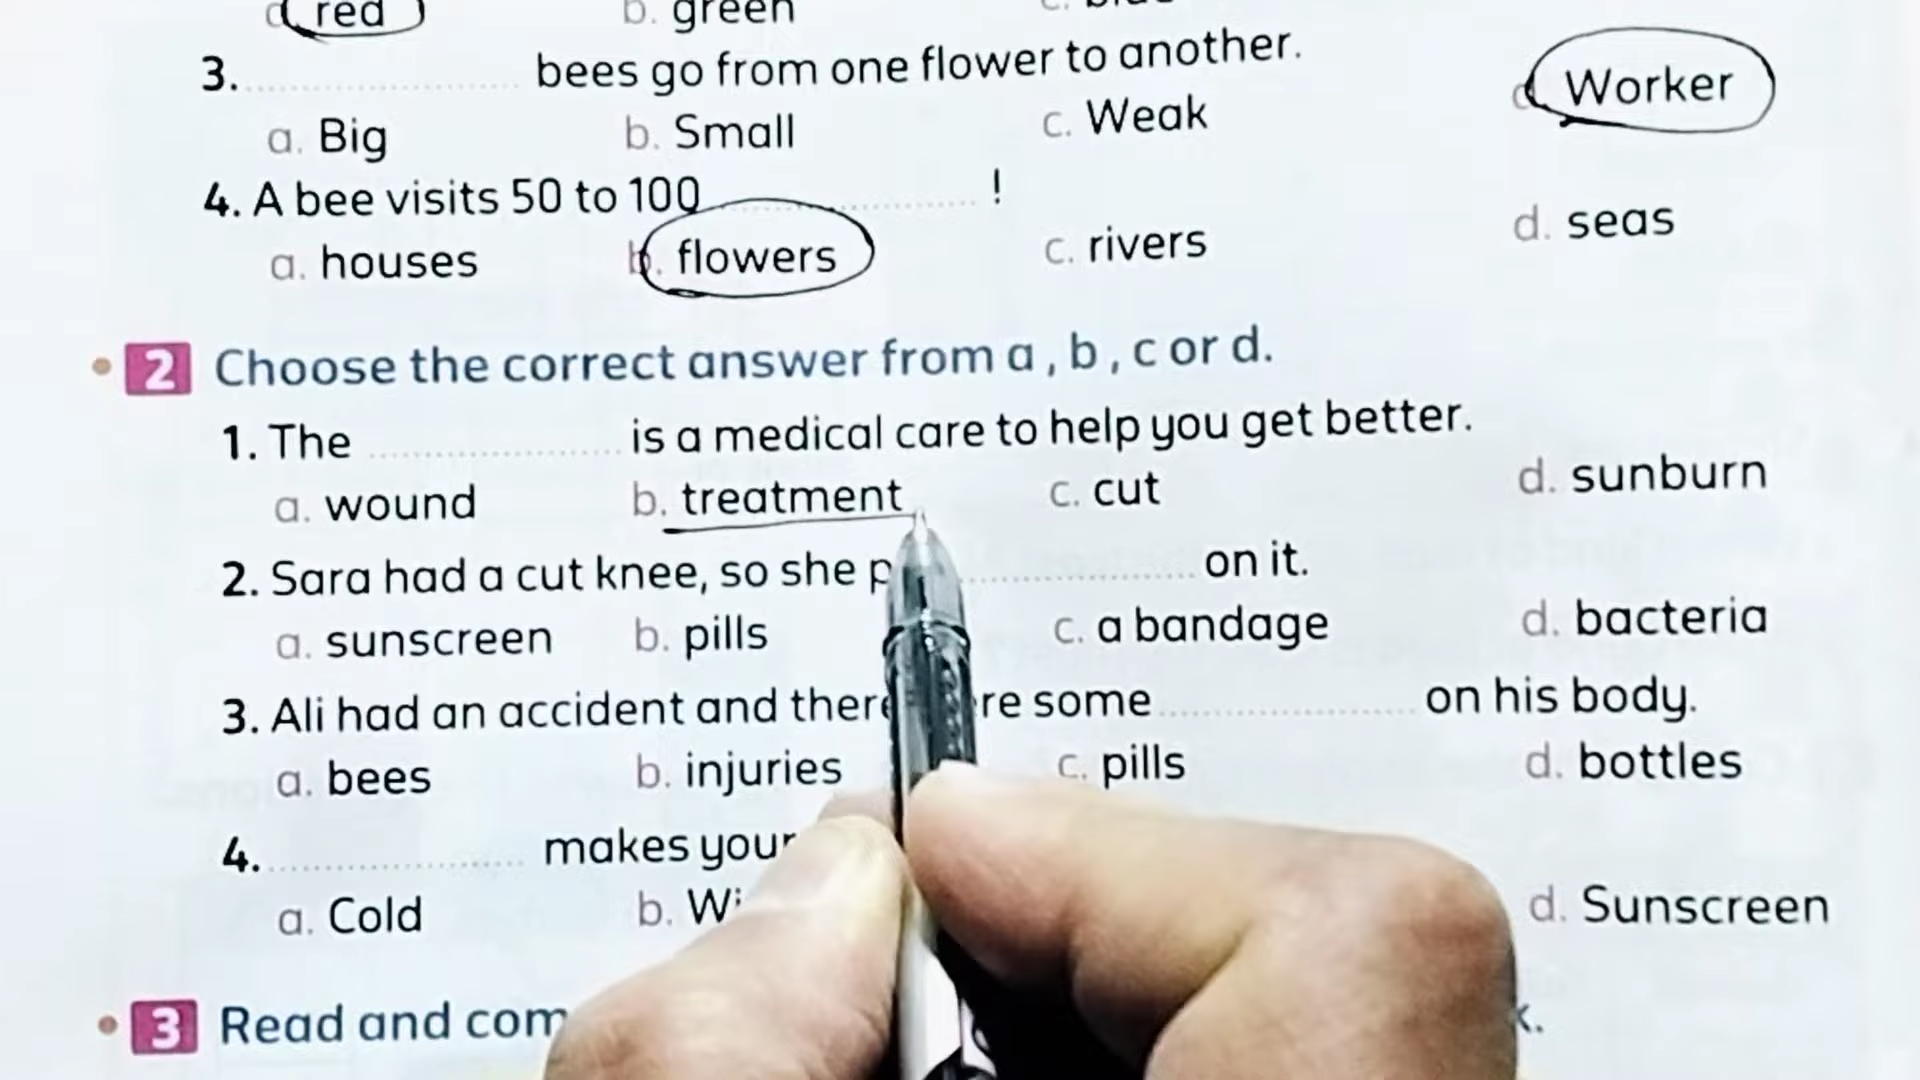 red b. green c.
3. .................... bees go from one flower to another.
a. Big b. Small c. Weak Worker
4. A bee visits 50 to 100 .................... !
a. houses b. flowers c. rivers d. seas
2 Choose the correct answer from a , b , c or d.
1. The .................... is a medical care to help you get better.
a. wound b. treatment c. cut d. sunburn
2. Sara had a cut knee, so she .................... on it.
a. sunscreen b. pills c. a bandage d. bacteria
3. Ali had an accident and some .................... on his body.
a. bees b. injuries c. pills d. bottles
4. .................... makes
a. Cold b. d. Sunscreen
3 Read and